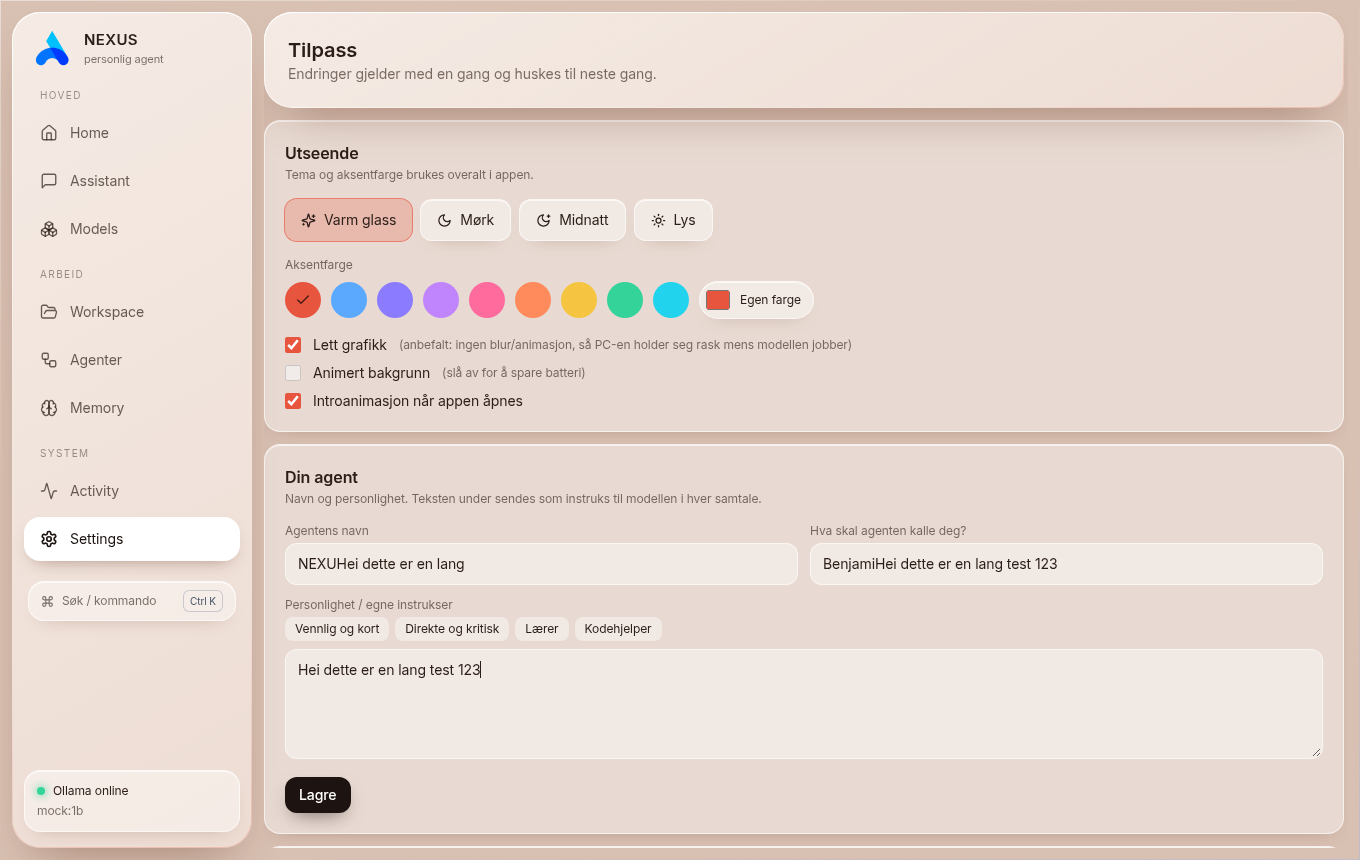 NEXUS
personlig agent
HOVED
Home
Assistant
Models
ARBEID
Workspace
Agenter
Memory
SYSTEM
Activity
Settings
⌘ Søk / kommando Ctrl K
Ollama online
mock:1b
Tilpass
Endringer gjelder med en gang og huskes til neste gang.
Utseende
Tema og aksentfarge brukes overalt i appen.
Varm glass Mørk Midnatt Lys
Aksentfarge
Egen farge
Lett grafikk (anbefalt: ingen blur/animasjon, så PC-en holder seg rask mens modellen jobber)
Animert bakgrunn (slå av for å spare batteri)
Introanimasjon når appen åpnes
Din agent
Navn og personlighet. Teksten under sendes som instruks til modellen i hver samtale.
Agentens navn Hva skal agenten kalle deg?
NEXUHei dette er en lang BenjamiHei dette er en lang test 123
Personlighet / egne instrukser
Vennlig og kort Direkte og kritisk Lærer Kodehjelper
Hei dette er en lang test 123
Lagre